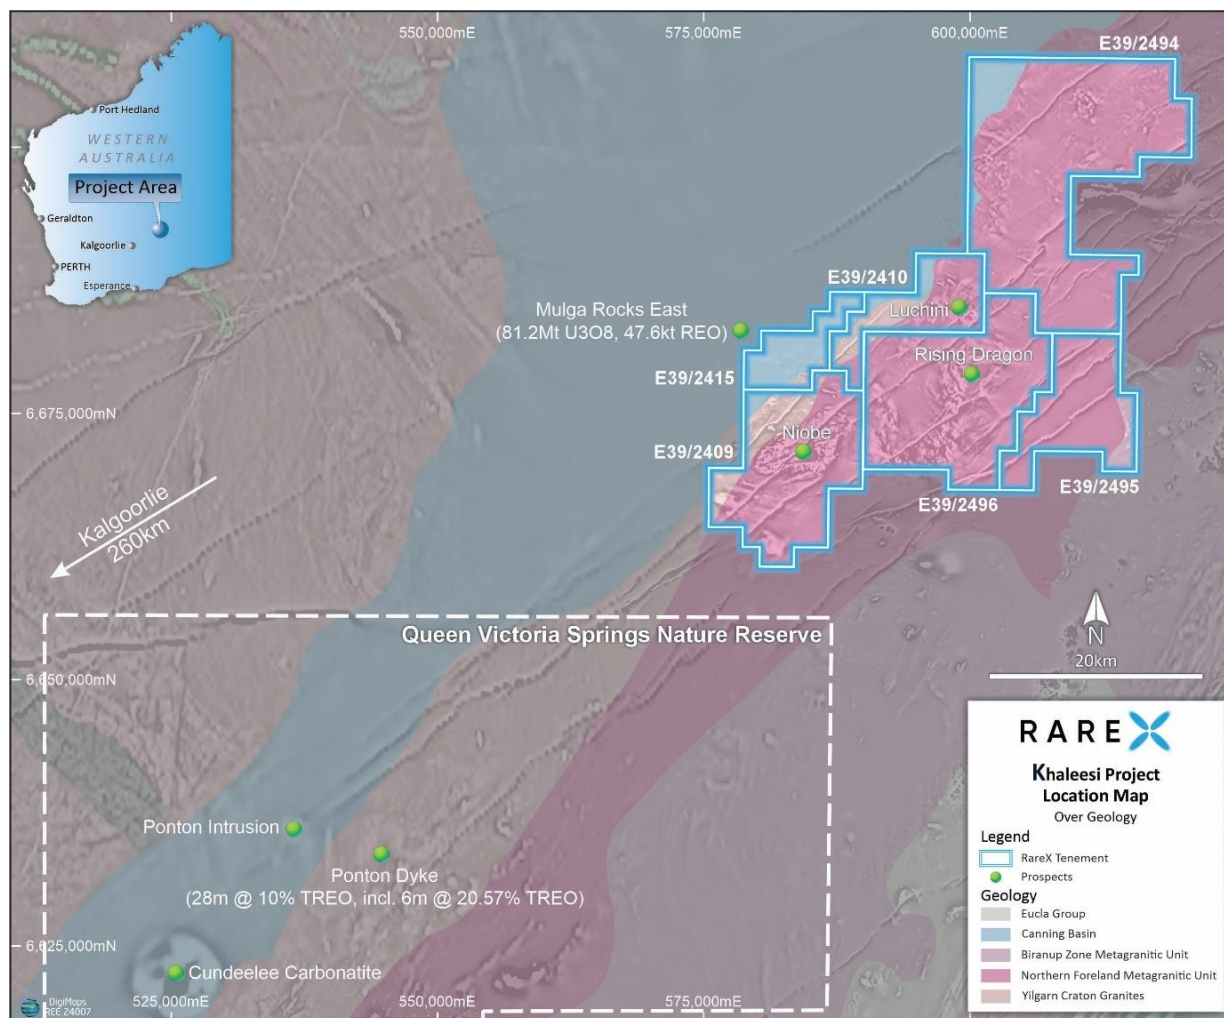 550,000mE
575,000mE
600,000mE
E39/2494
Port Hedland
WESTERN
AUSTRALIA
Project Area
Geraldton
Kalgoorlie
PERTH
Esperance
E39/2410
Mulga Rocks East
(81.2Mt U3O8, 47.6kt REO)
Luchini
Rising Dragon
E39/2415
6,675,000mN
Niobe
E39/2409
E39/2495
E39/2496
Kalgoorlie
260km
Queen Victoria Springs Nature Reserve
N
20km
6,650,000mN
RAREX
Khaleesi Project
Location Map
Over Geology
Legend
RareX Tenement
Prospects
Geology
Eucla Group
Canning Basin
Biranup Zone Metagranitic Unit
Northern Foreland Metagranitic Unit
Yilgarn Craton Granites
Ponton Intrusion
Ponton Dyke
(28m @ 10% TREO, incl. 6m @ 20.57% TREO)
6,625,000mN
Cundeelee Carbonatite
DigiMaps
REE 24007
525,000mE
550,000mE
575,000mE